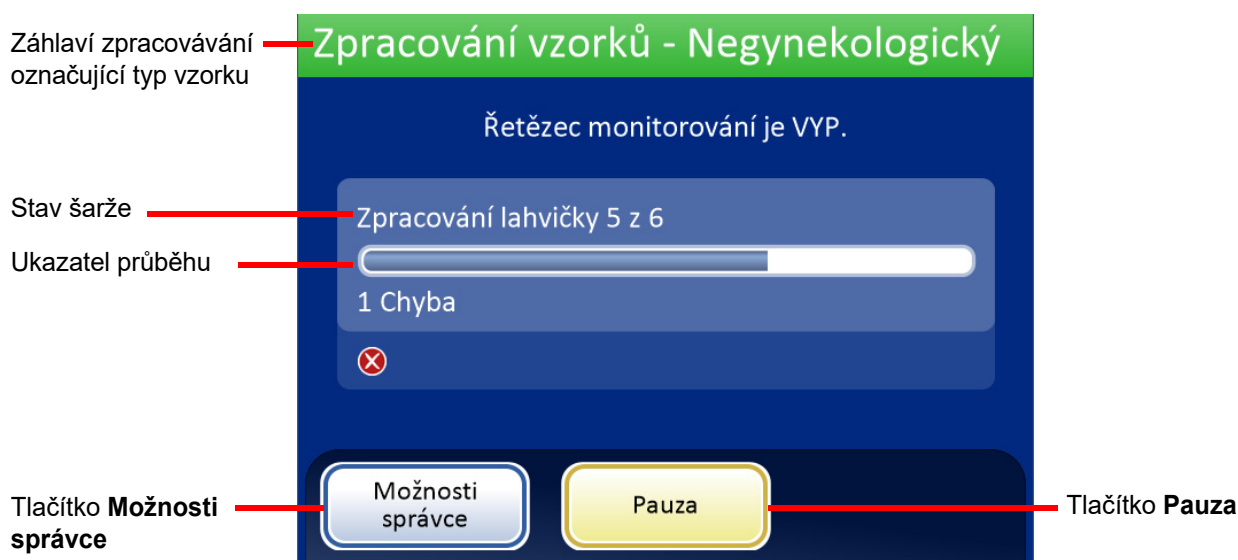 Záhlaví zpracovávání
označující typ vzorku
Zpracování vzorků - Negynekologický
Řetězec monitorování je VYP.
Stav šarže
Zpracování lahvičky 5 z 6
Ukazatel průběhu
1 Chyba
Tlačítko Možnosti
správce
Možnosti
správce
Pauza
Tlačítko Pauza